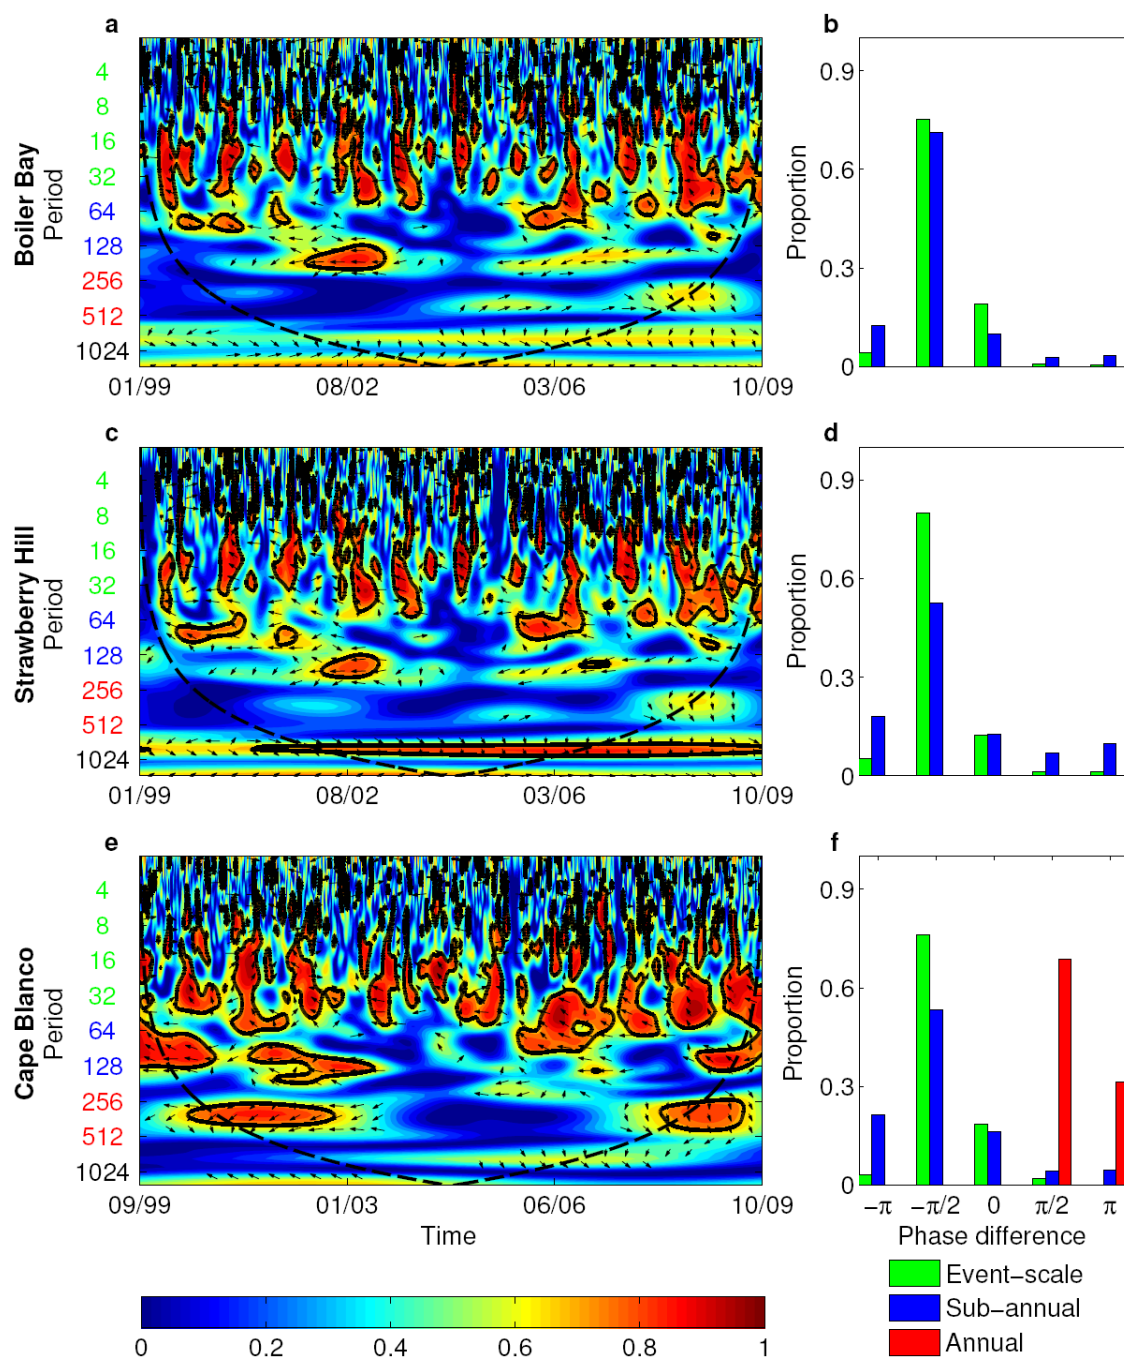 a
Boiler Bay
Period
4
8
16
32
64
128
256
512
1024
01/99 08/02 03/06 10/09
b
Proportion
0.9
0.6
0.3
0
c
Strawberry Hill
Period
4
8
16
32
64
128
256
512
1024
01/99 08/02 03/06 10/09
d
Proportion
0.9
0.6
0.3
0
e
Cape Blanco
Period
4
8
16
32
64
128
256
512
1024
09/99 01/03 06/06 10/09
Time
f
Proportion
0.9
0.6
0.3
0
−π −π/2 0 π/2 π
Phase difference
Event−scale
Sub−annual
Annual
0 0.2 0.4 0.6 0.8 1